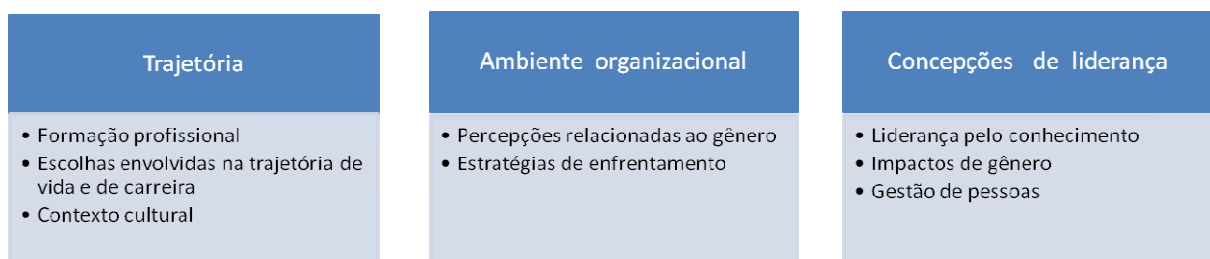 Trajetória
• Formação profissional
• Escolhas envolvidas na trajetória de
vida e de carreira
• Contexto cultural
Ambiente organizacional
• Percepções relacionadas ao gênero
• Estratégias de enfrentamento
Concepções de liderança
• Liderança pelo conhecimento
• Impactos de gênero
• Gestão de pessoas